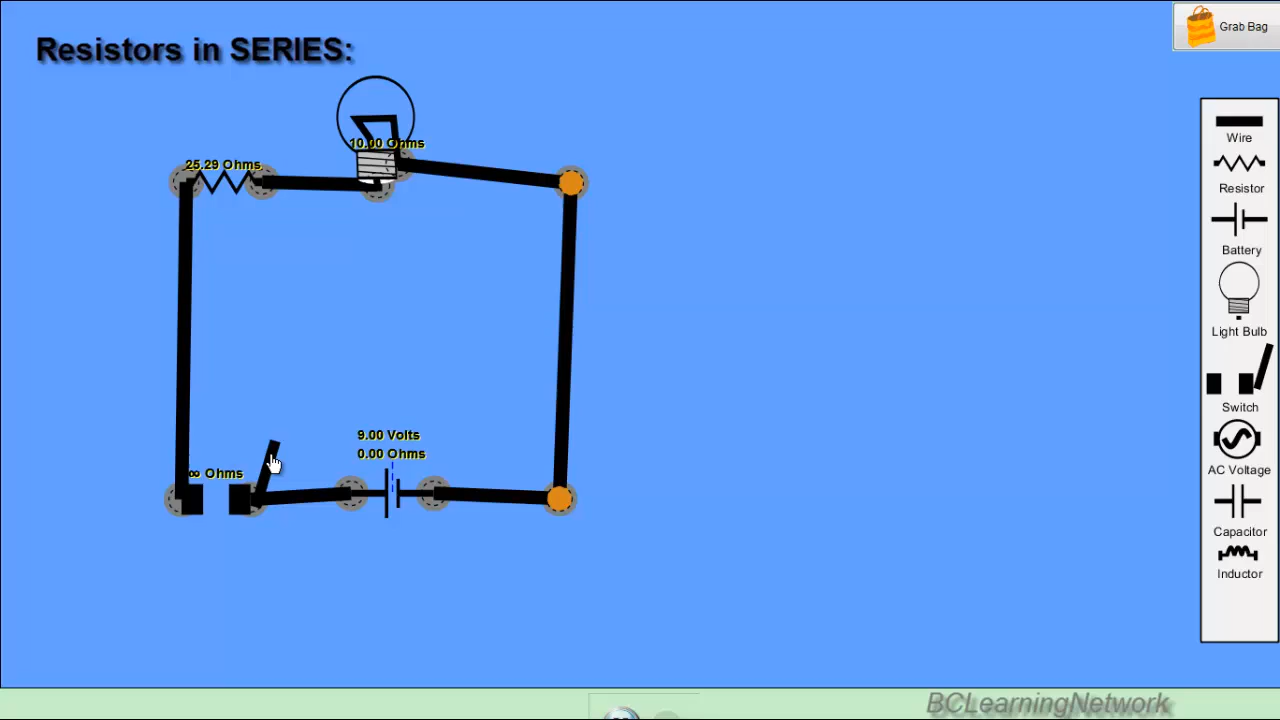 Resistors in SERIES:
Grab Bag
10.00 Ohms
25.29 Ohms
9.00 Volts
0.00 Ohms
∞ Ohms
Wire
Resistor
Battery
Light Bulb
Switch
AC Voltage
Capacitor
Inductor
BCLearningNetwork